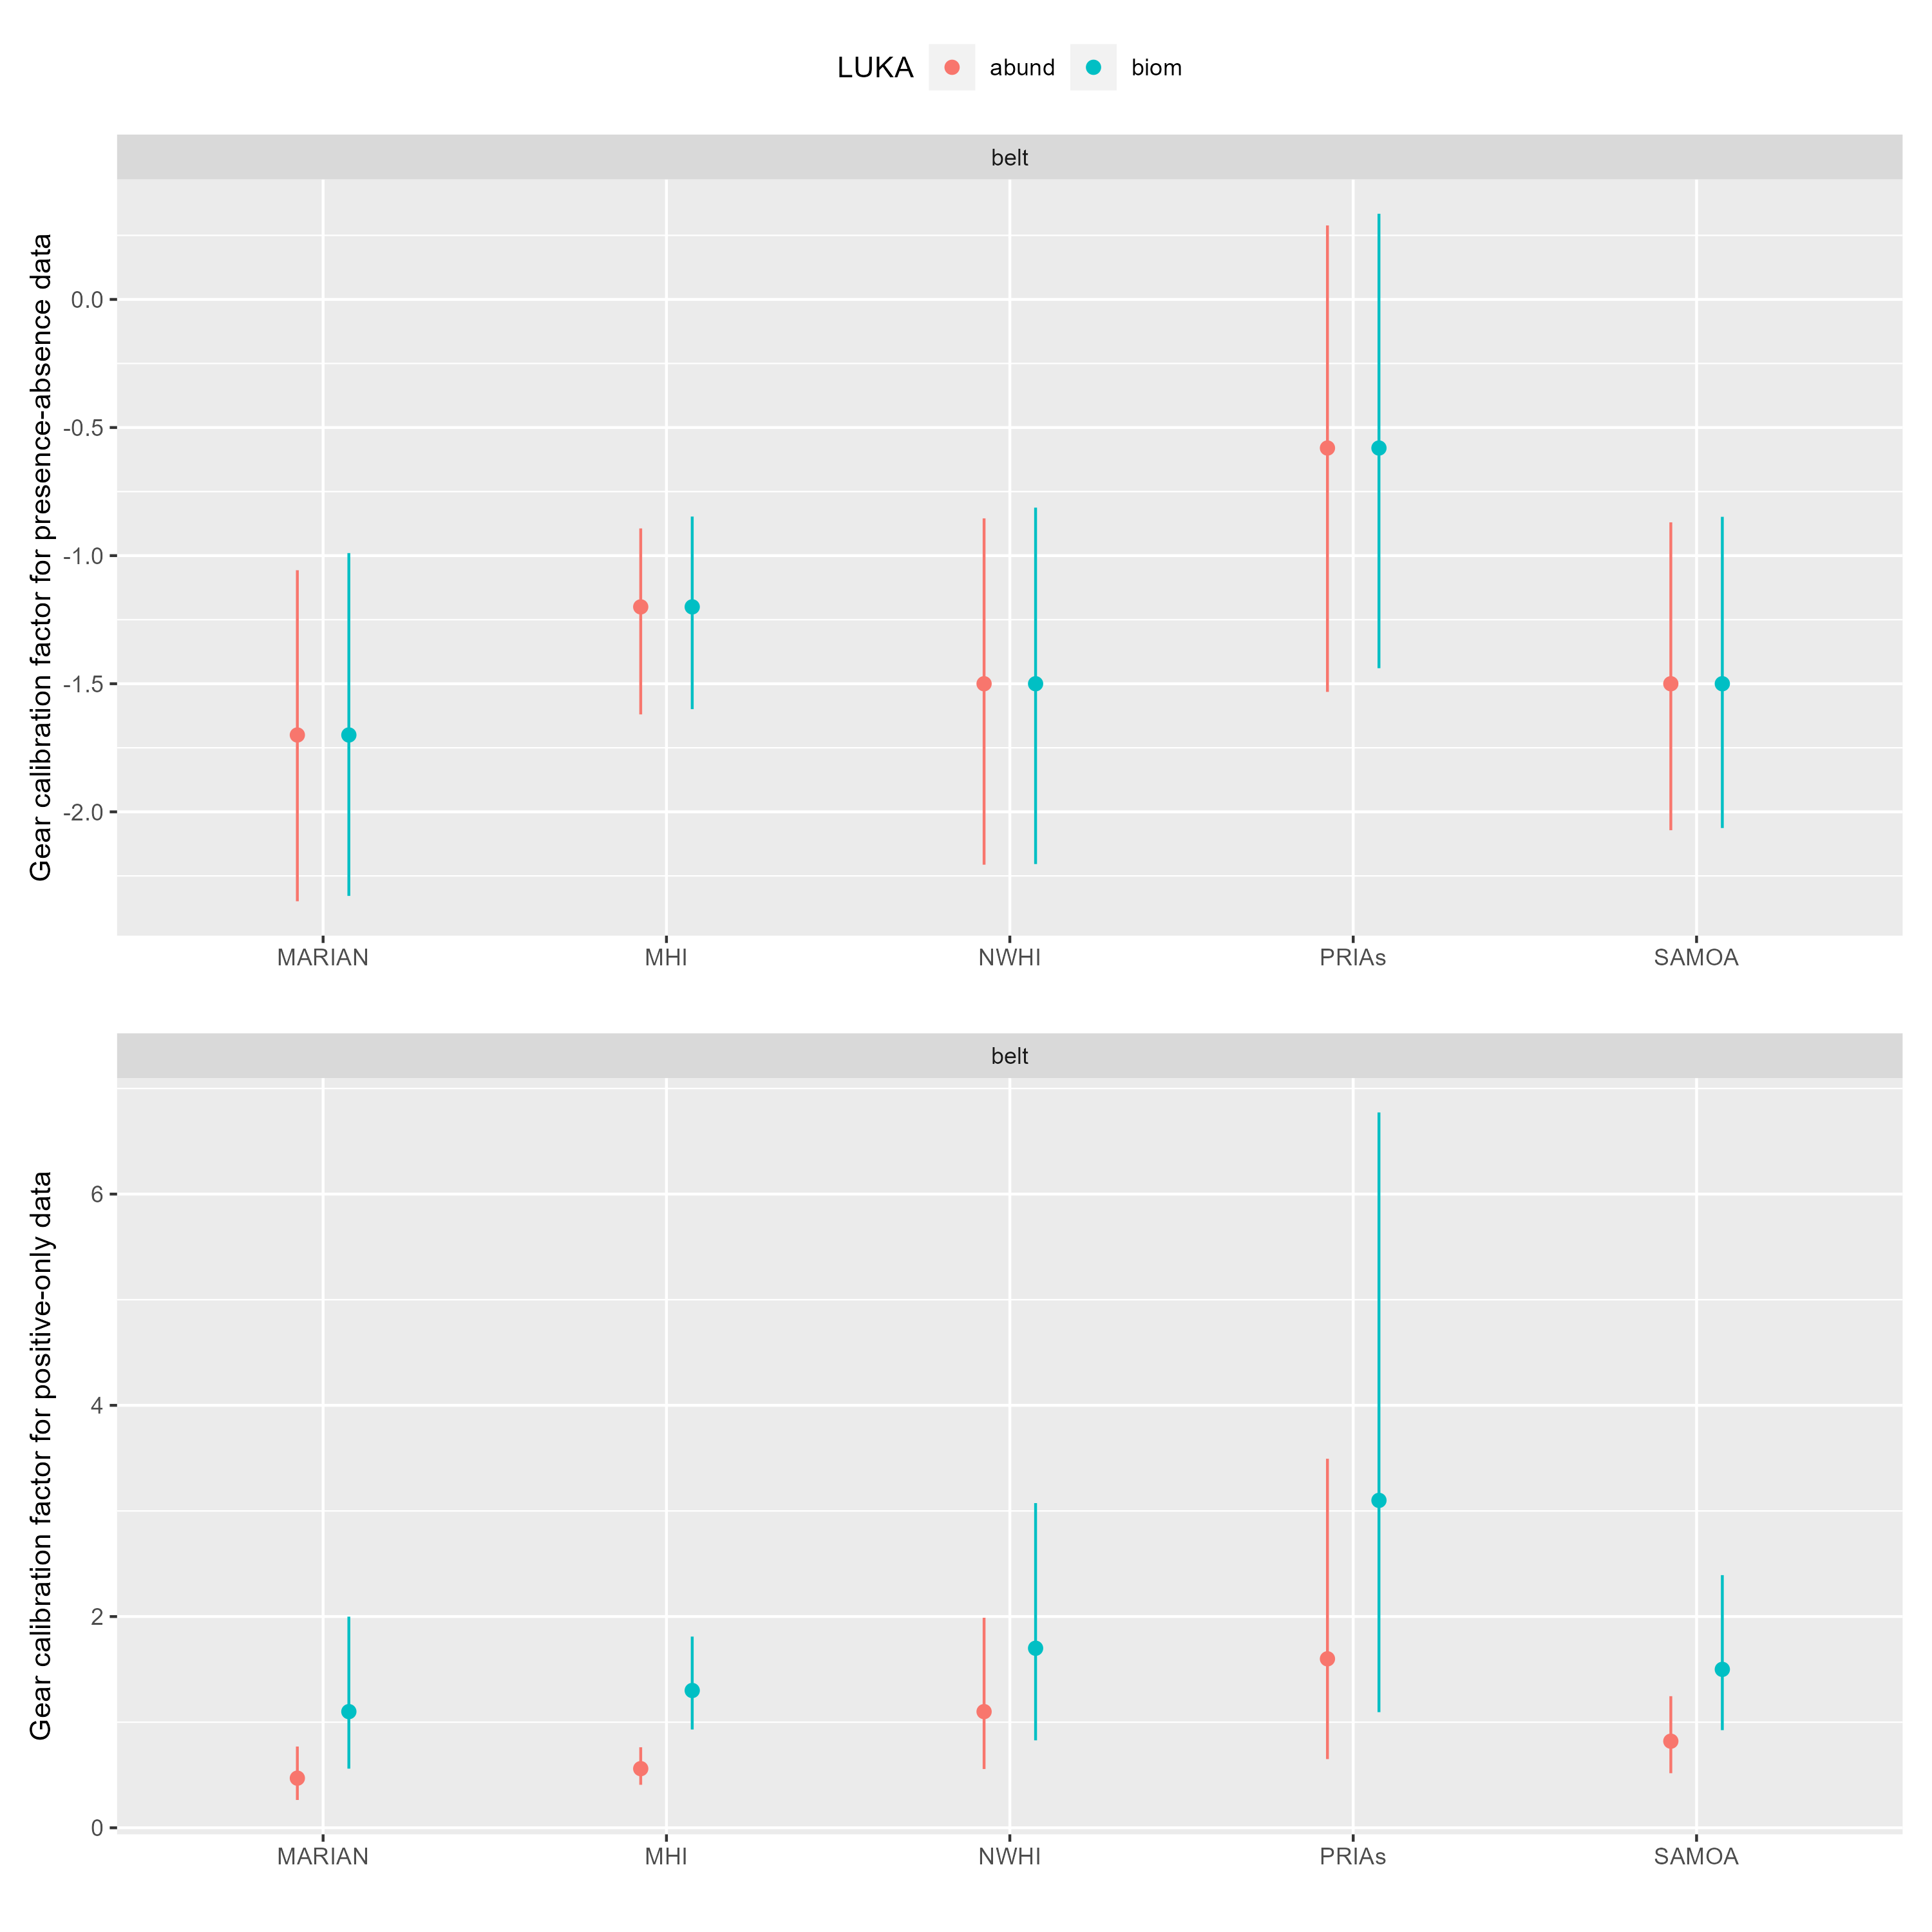 LUKA abund biom
belt
Gear calibration factor for presence-absence data
0.0
-0.5
-1.0
-1.5
-2.0
MARIAN MHI NWHI PRIAs SAMOA
belt
Gear calibration factor for positive-only data
6
4
2
0
MARIAN MHI NWHI PRIAs SAMOA